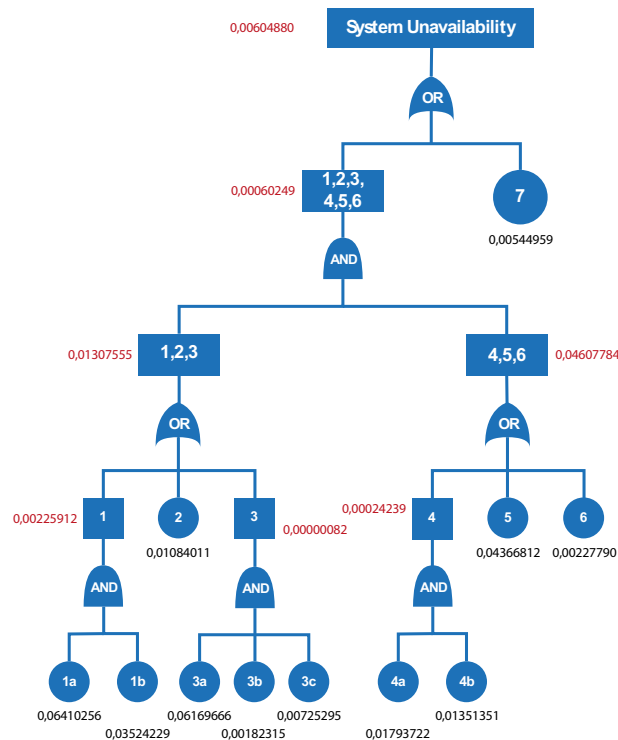 System Unavailability
0,00604880
OR
1,2,3,
4,5,6
0,00060249
7
0,00544959
AND
0,01307555
1,2,3
4,5,6
0,04607784
OR
OR
0,00225912
1
2
0,01084011
3
0,00000082
0,00024239
4
5
0,04366812
6
0,00227790
AND
AND
AND
1a
1b
3a
3b
3c
4a
4b
0,06410256
0,03524229
0,06169666
0,00182315
0,00725295
0,01793722
0,01351351